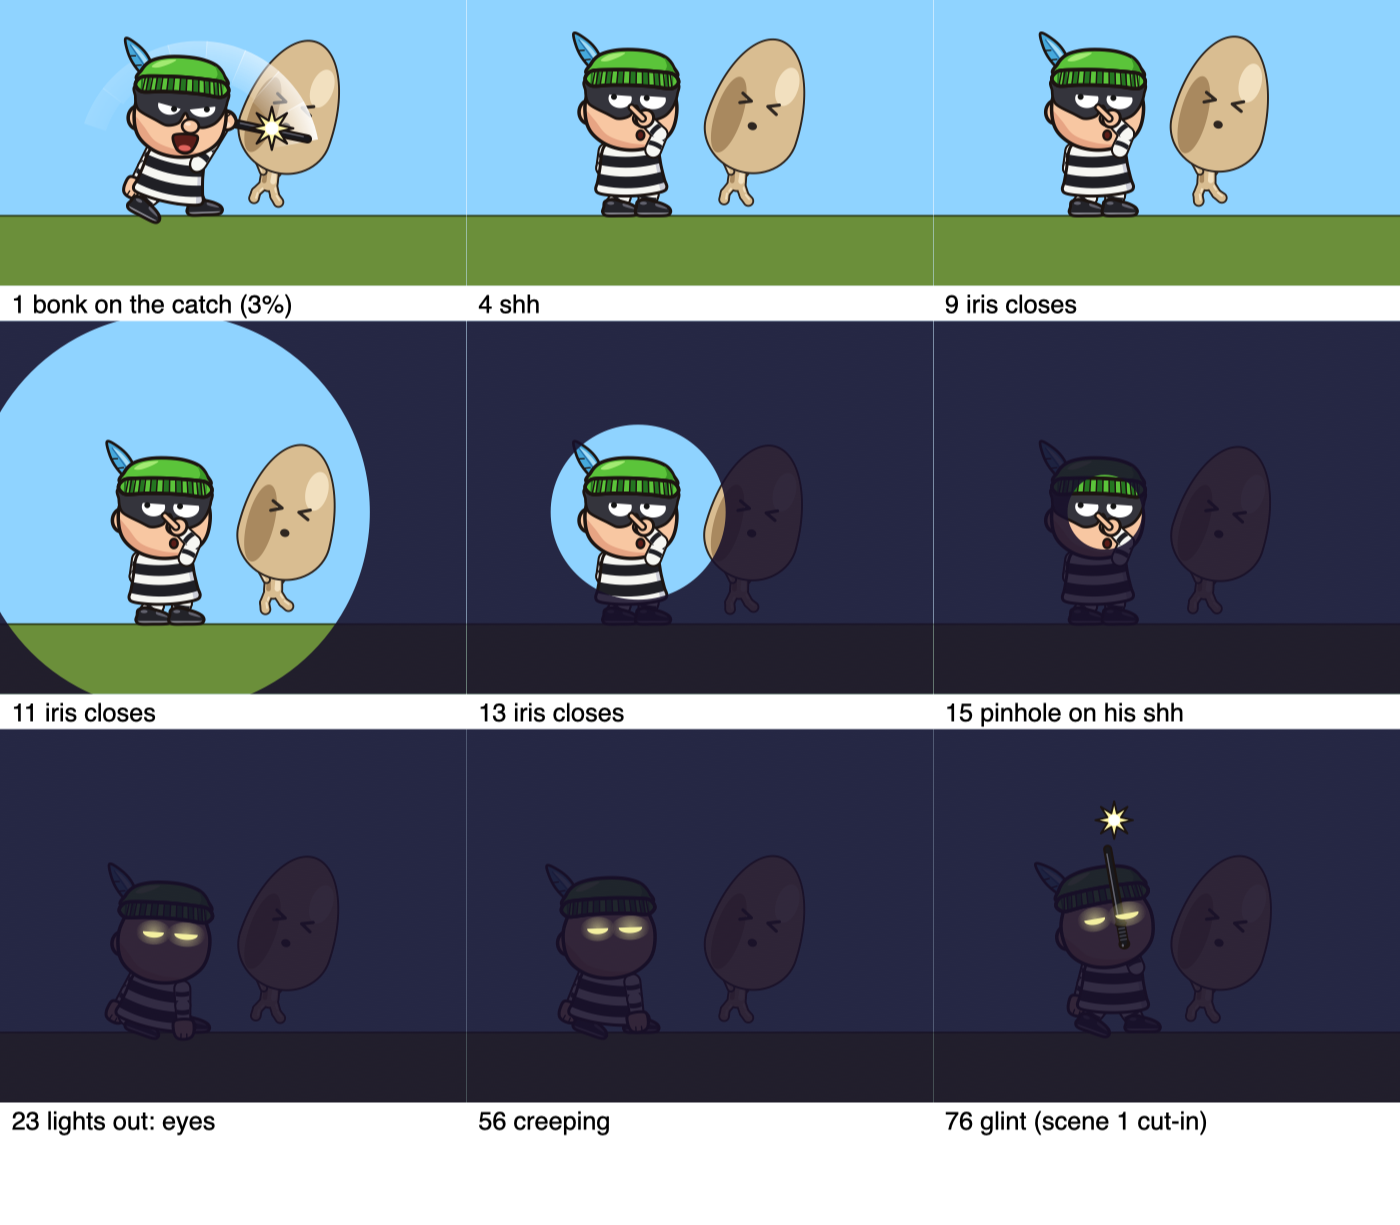 1 bonk on the catch (3%)
4 shh
9 iris closes
11 iris closes
13 iris closes
15 pinhole on his shh
23 lights out: eyes
56 creeping
76 glint (scene 1 cut-in)